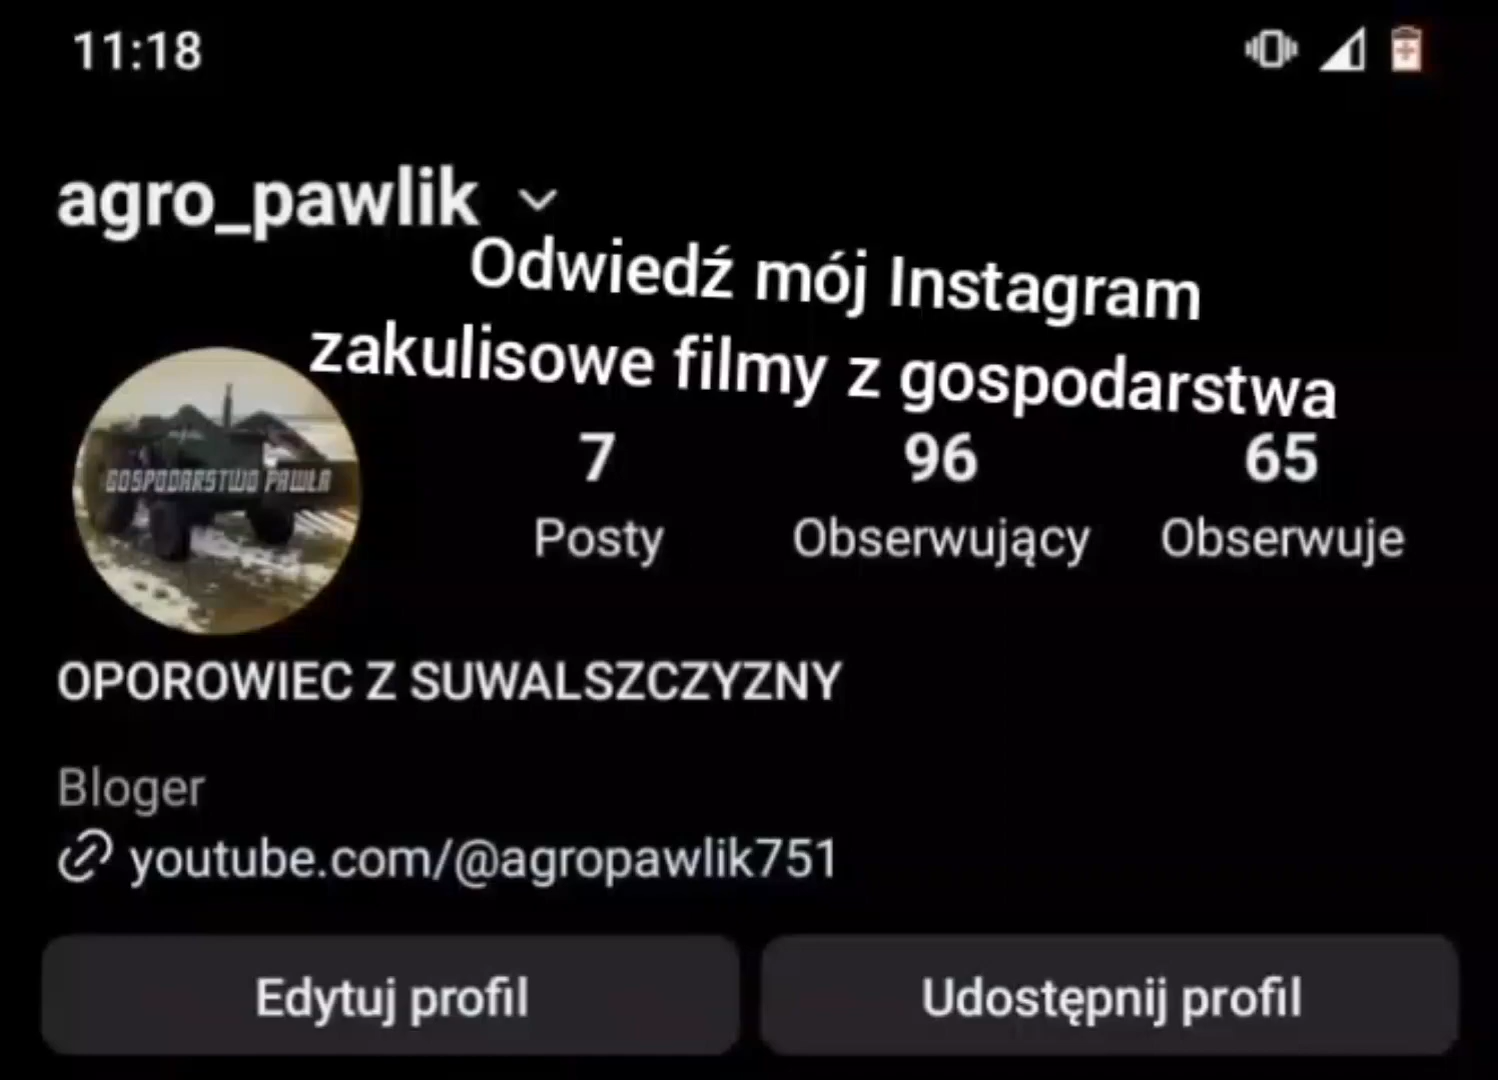 11:18
agro_pawlik
Odwiedź mój Instagram
zakulisowe filmy z gospodarstwa
GOSPODARSTWO PAWŁA
7 96 65
Posty Obserwujący Obserwuje
OPOROWIEC Z SUWALSZCZYZNY
Bloger
youtube.com/@agropawlik751
Edytuj profil Udostępnij profil